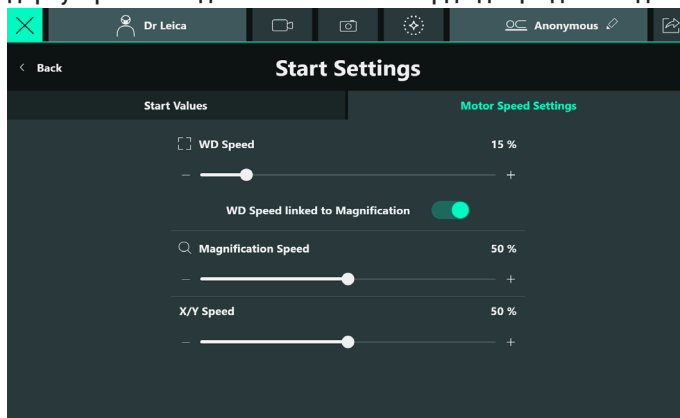 Dr Leica
Anonymous
Back
Start Settings
Start Values
Motor Speed Settings
WD Speed
15 %
− +
WD Speed linked to Magnification
Magnification Speed
50 %
− +
X/Y Speed
50 %
− +